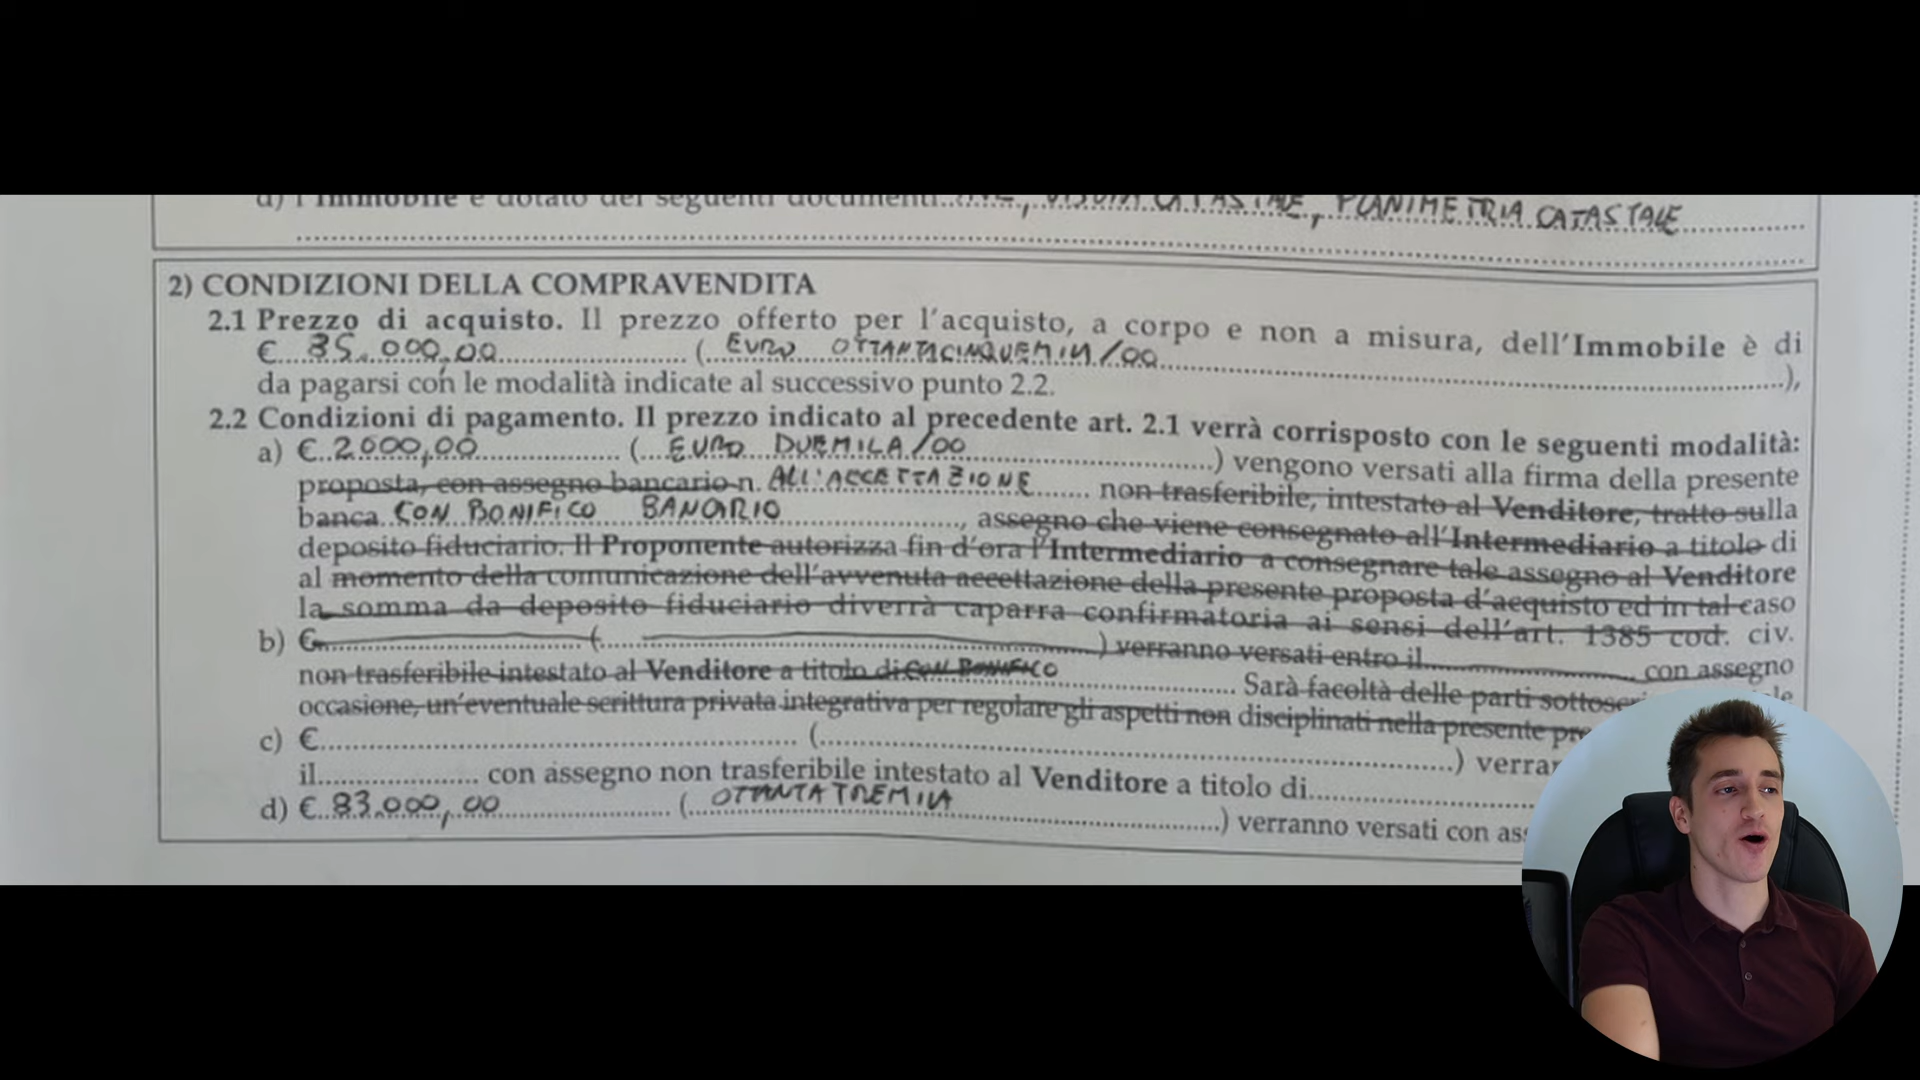 d) l'Immobile è dotato dei seguenti documenti: APE, VISURA CATASTALE, PLANIMETRIA CATASTALE
2) CONDIZIONI DELLA COMPRAVENDITA
2.1 Prezzo di acquisto. Il prezzo offerto per l'acquisto, a corpo e non a misura, dell'Immobile è di
€ 85.000,00 ( EURO OTTANTACINQUEMILA/00 ),
da pagarsi con le modalità indicate al successivo punto 2.2.
2.2 Condizioni di pagamento. Il prezzo indicato al precedente art. 2.1 verrà corrisposto con le seguenti modalità:
a) € 2000,00 ( EURO DUEMILA/00 ) vengono versati alla firma della presente
proposta, con assegno bancario n. ALL'ACCETTAZIONE non trasferibile, intestato al Venditore, tratto sulla
banca CON BONIFICO BANCARIO, assegno che viene consegnato all'Intermediario a titolo di
deposito fiduciario. Il Proponente autorizza fin d'ora l'Intermediario a consegnare tale assegno al Venditore
al momento della comunicazione dell'avvenuta accettazione della presente proposta d'acquisto ed in tal caso
la somma da deposito fiduciario diverrà caparra confirmatoria ai sensi dell'art. 1385 cod. civ.
b) € ( ) verranno versati entro il con assegno
non trasferibile intestato al Venditore a titolo di CON BONIFICO Sarà facoltà delle parti
occasione, un'eventuale scrittura privata integrativa per regolare gli aspetti non disciplinati nella presente
c) € ( )
il con assegno non trasferibile intestato al Venditore a titolo di
d) € 83.000,00 ( OTTANTATREMILA ) verranno versati con